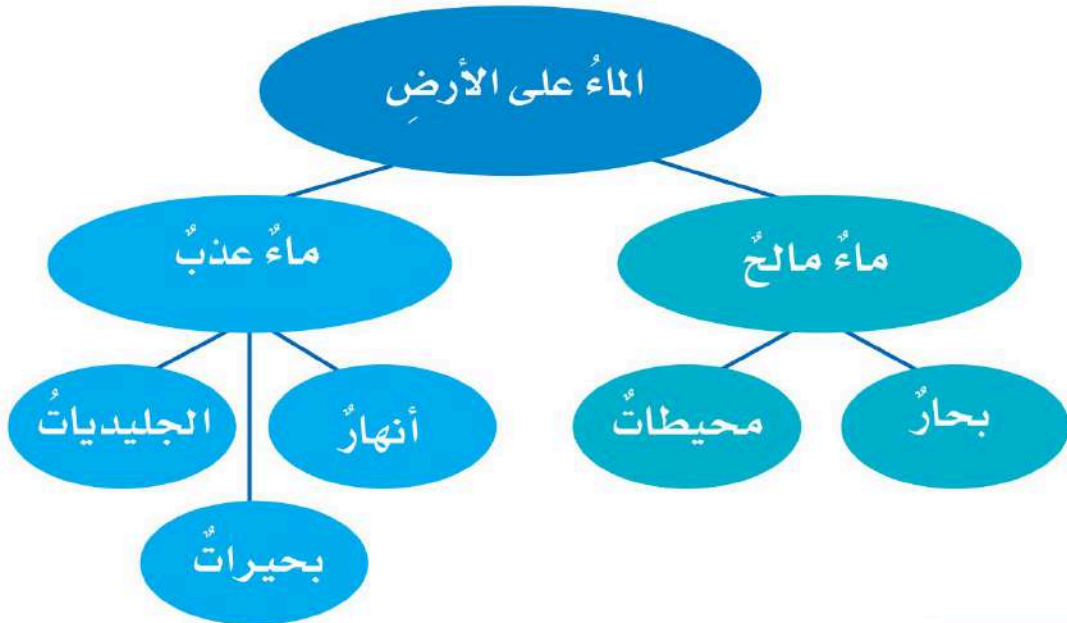 الماءُ على الأرضِ
ماءٌ مالحٌ
ماءٌ عذبٌ
بحارٌ
محيطاتٌ
أنهارٌ
الجليدياتُ
بحيراتٌ